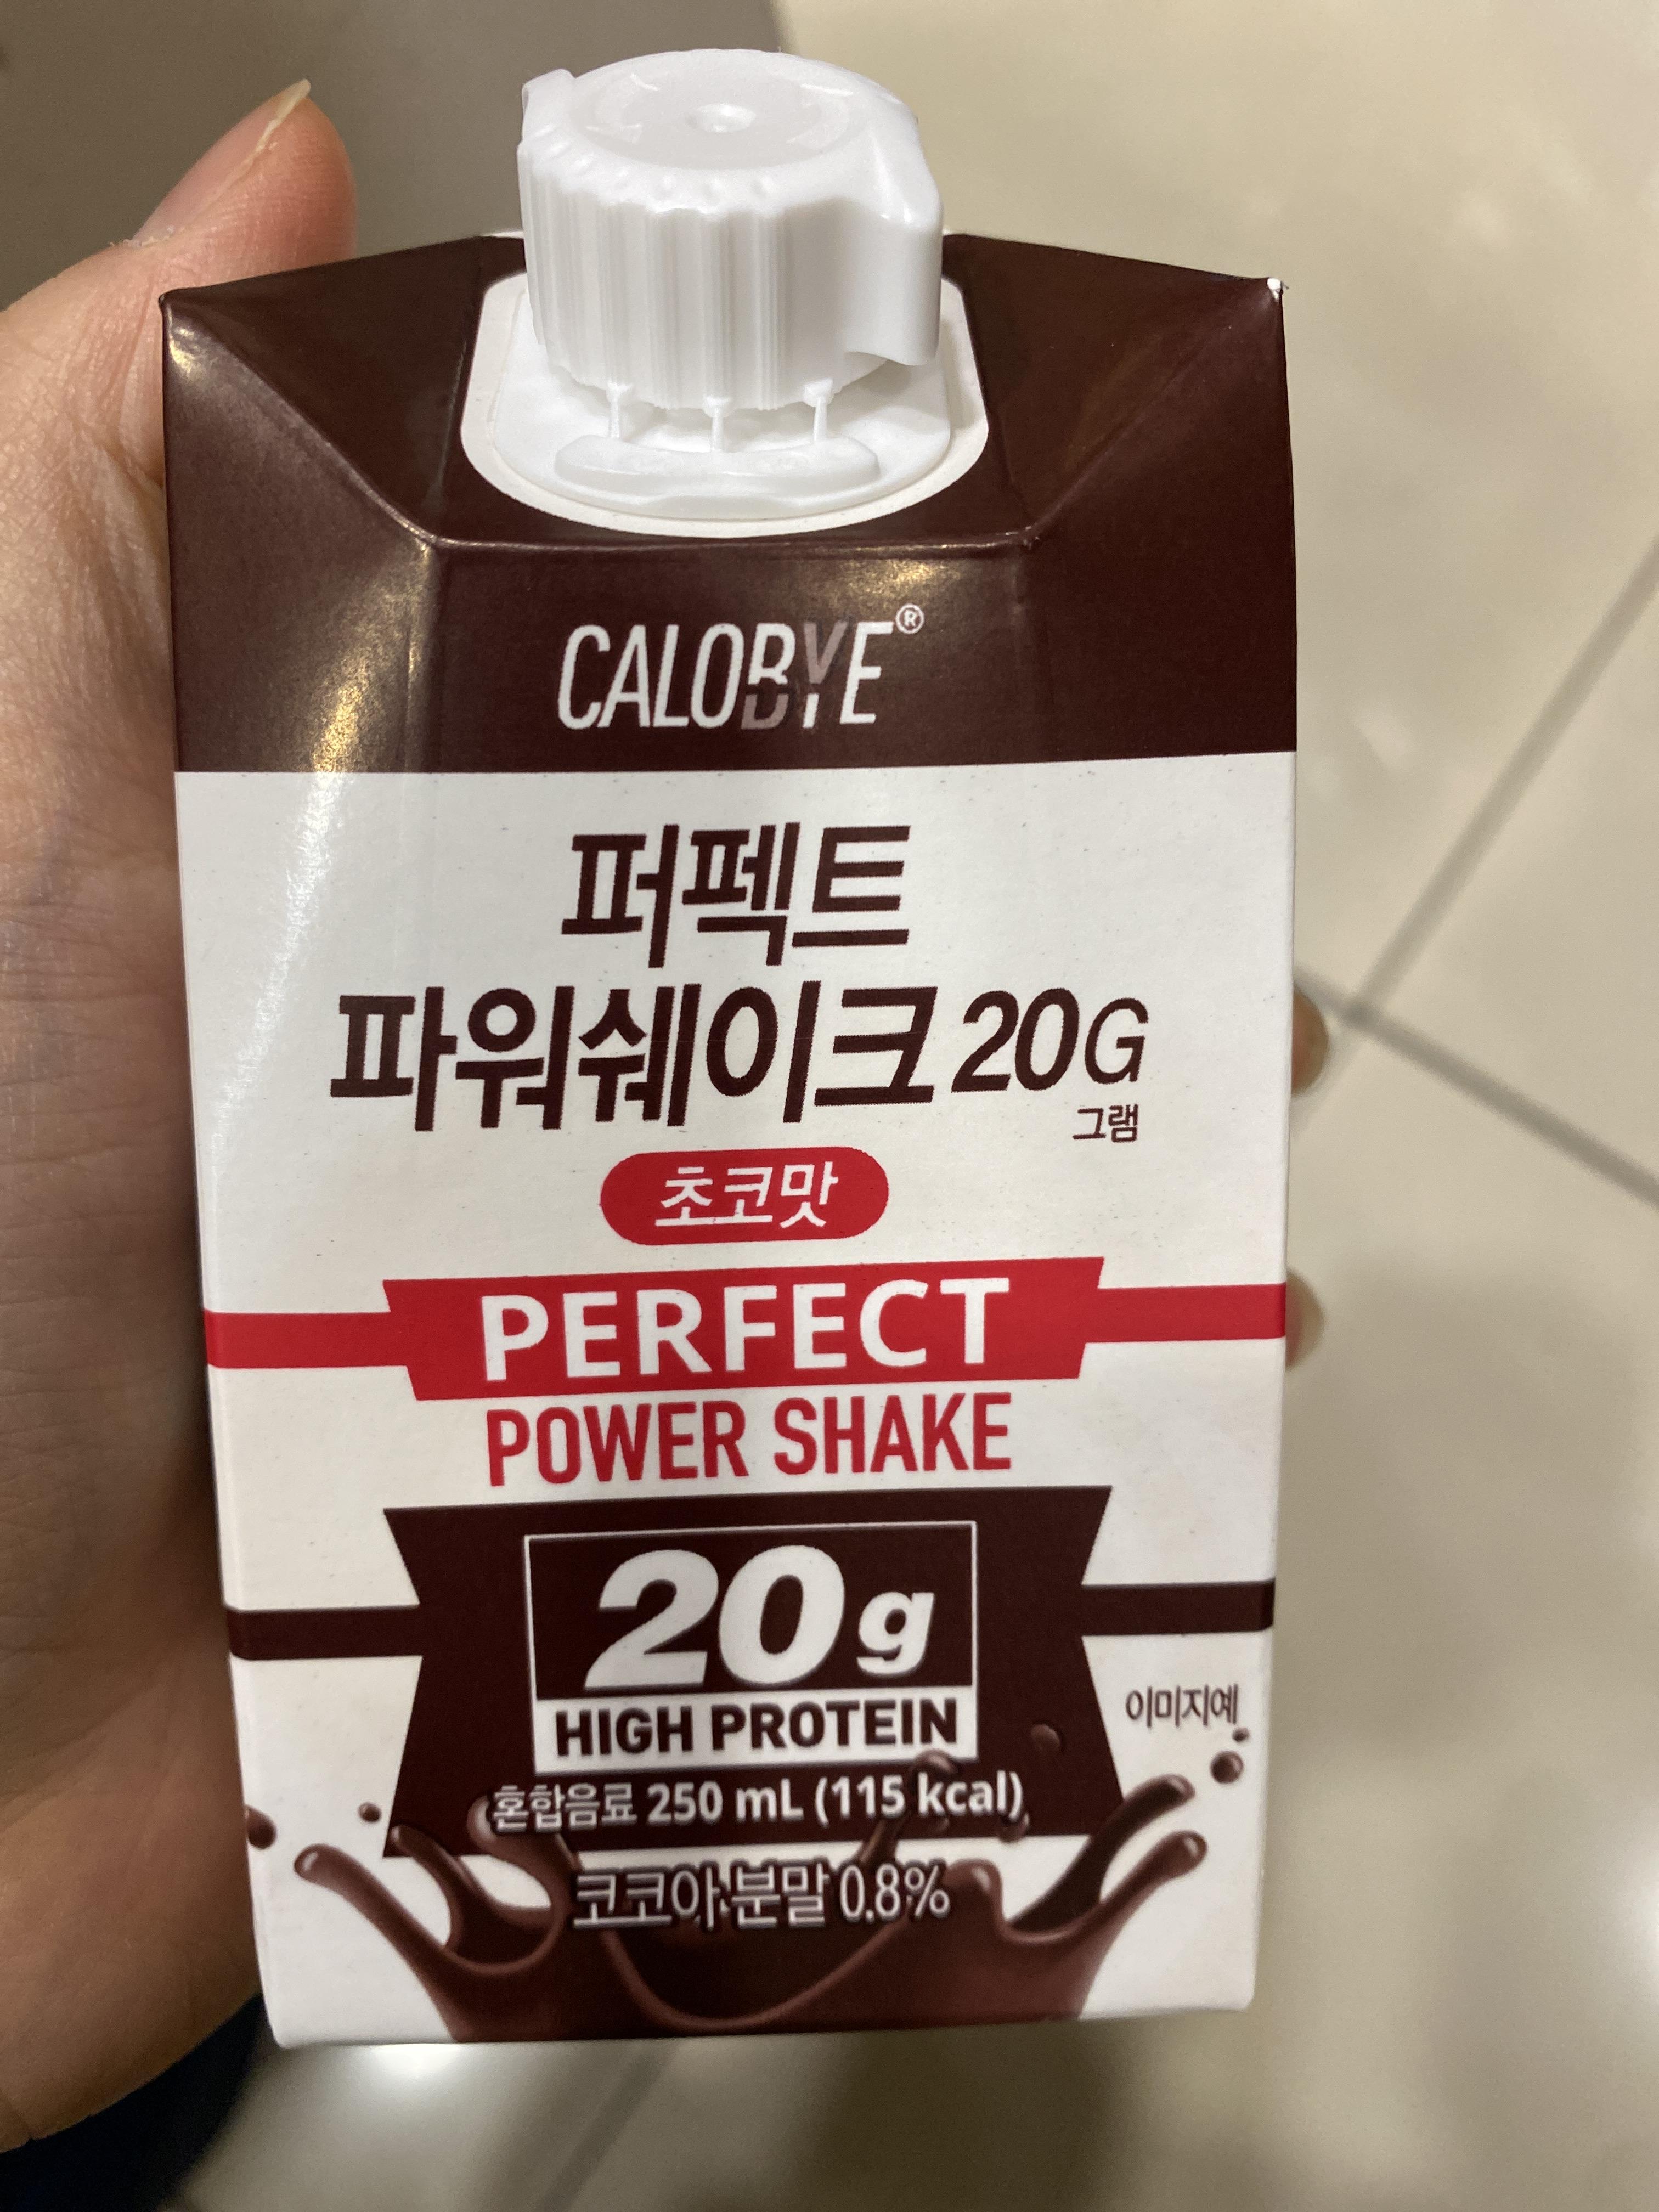 CALOBYE®
퍼펙트
파워쉐이크 20G
그램
초코맛
PERFECT
POWER SHAKE
20g
HIGH PROTEIN
이미지예
혼합음료 250 mL (115 kcal)
코코아분말 0.8%